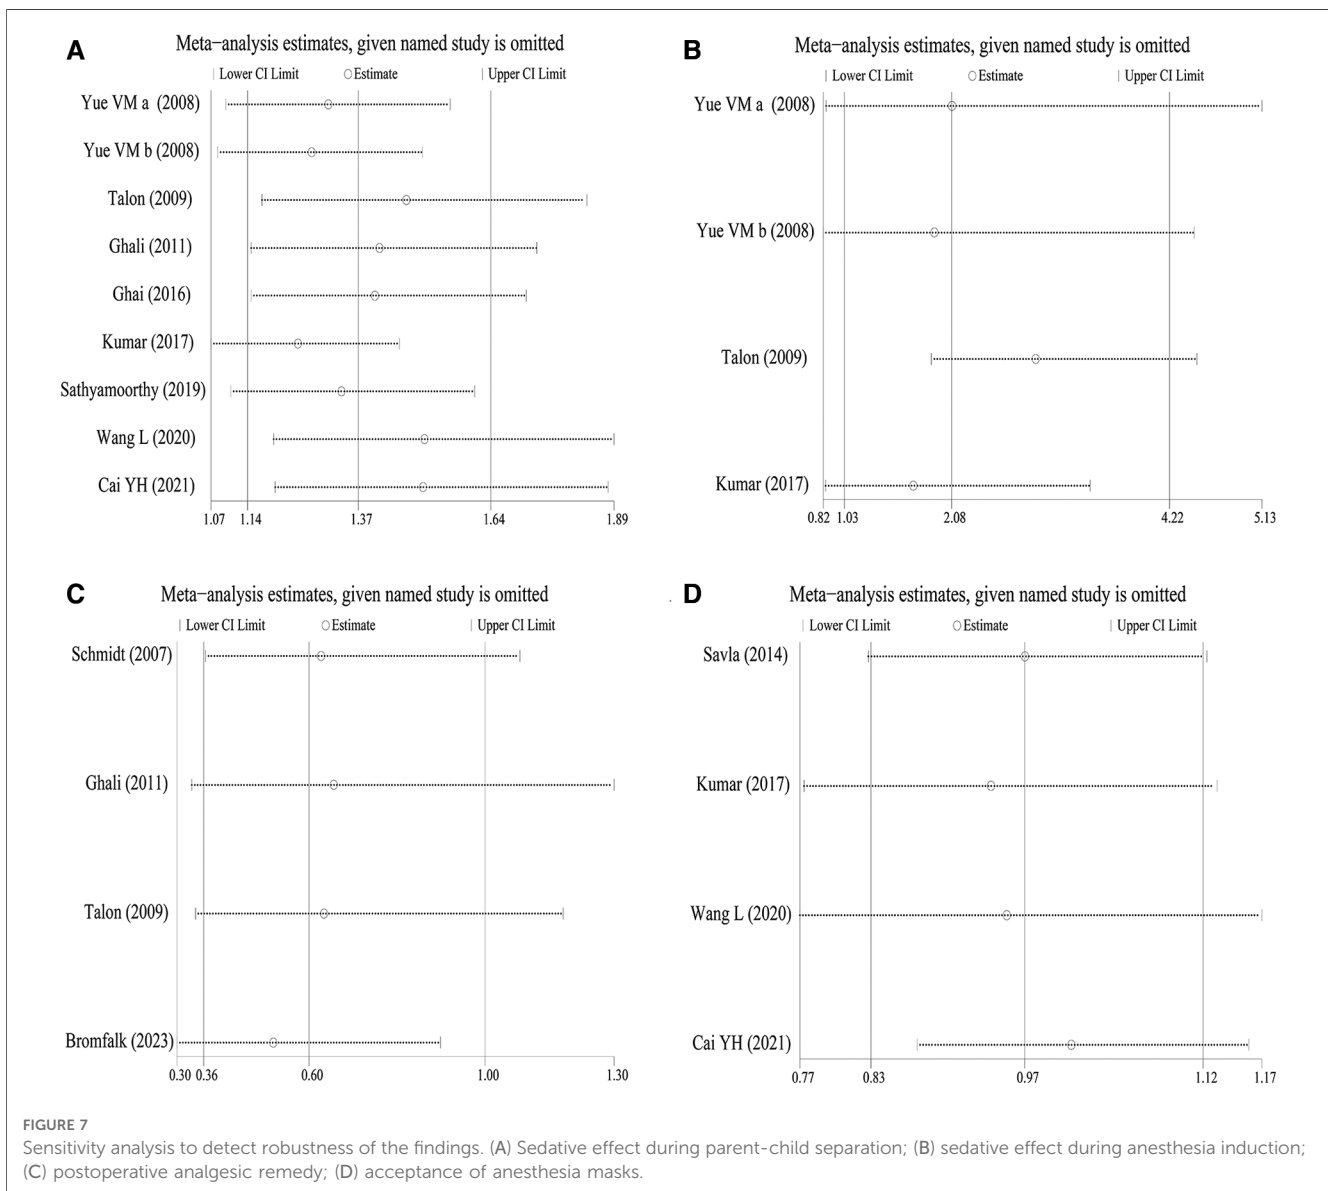 A
Meta−analysis estimates, given named study is omitted
Lower CI Limit
Estimate
Upper CI Limit
Yue VM a (2008)
Yue VM b (2008)
Talon (2009)
Ghali (2011)
Ghai (2016)
Kumar (2017)
Sathyamoorthy (2019)
Wang L (2020)
Cai YH (2021)
1.07 1.14 1.37 1.64 1.89
B
Meta−analysis estimates, given named study is omitted
Lower CI Limit
Estimate
Upper CI Limit
Yue VM a (2008)
Yue VM b (2008)
Talon (2009)
Kumar (2017)
0.82 1.03 2.08 4.22 5.13
C
Meta−analysis estimates, given named study is omitted
Lower CI Limit
Estimate
Upper CI Limit
Schmidt (2007)
Ghali (2011)
Talon (2009)
Bromfalk (2023)
0.30 0.36 0.60 1.00 1.30
D
Meta−analysis estimates, given named study is omitted
Lower CI Limit
Estimate
Upper CI Limit
Savla (2014)
Kumar (2017)
Wang L (2020)
Cai YH (2021)
0.77 0.83 0.97 1.12 1.17
FIGURE 7
Sensitivity analysis to detect robustness of the findings. (A) Sedative effect during parent-child separation; (B) sedative effect during anesthesia induction;
(C) postoperative analgesic remedy; (D) acceptance of anesthesia masks.